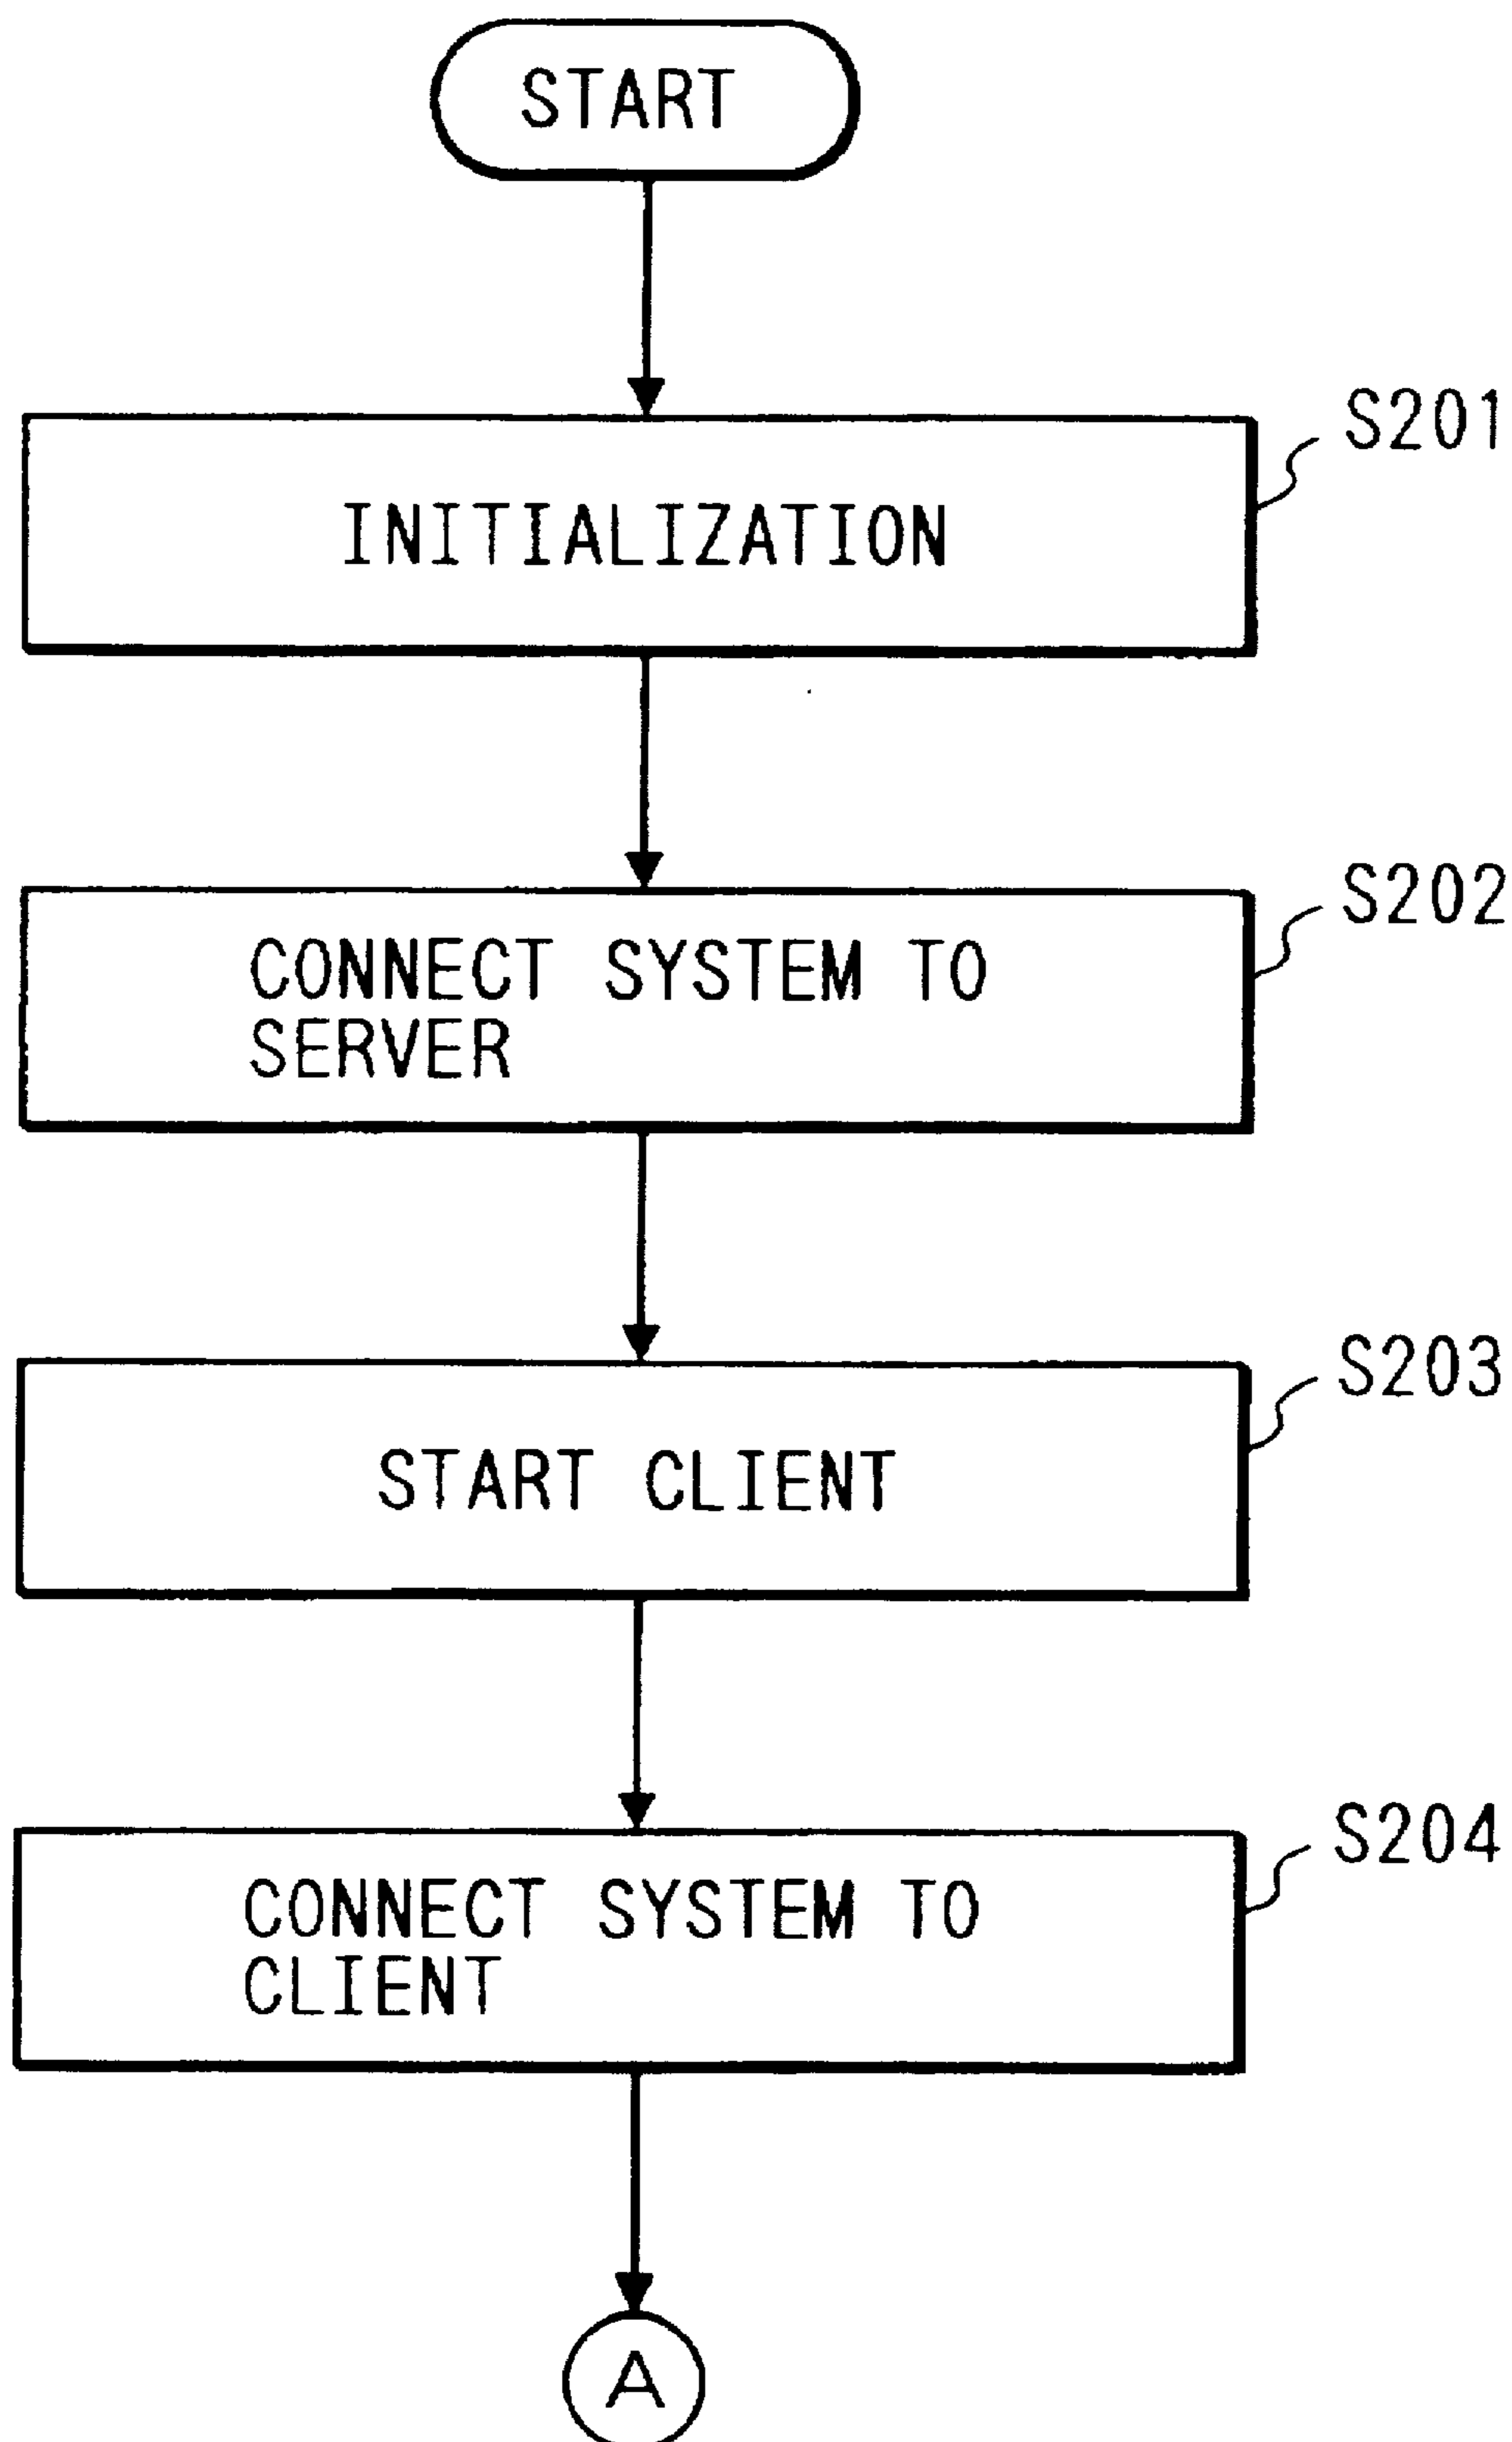 START
S201
INITIALIZATION
S202
CONNECT SYSTEM TO
SERVER
S203
START CLIENT
S204
CONNECT SYSTEM TO
CLIENT
A